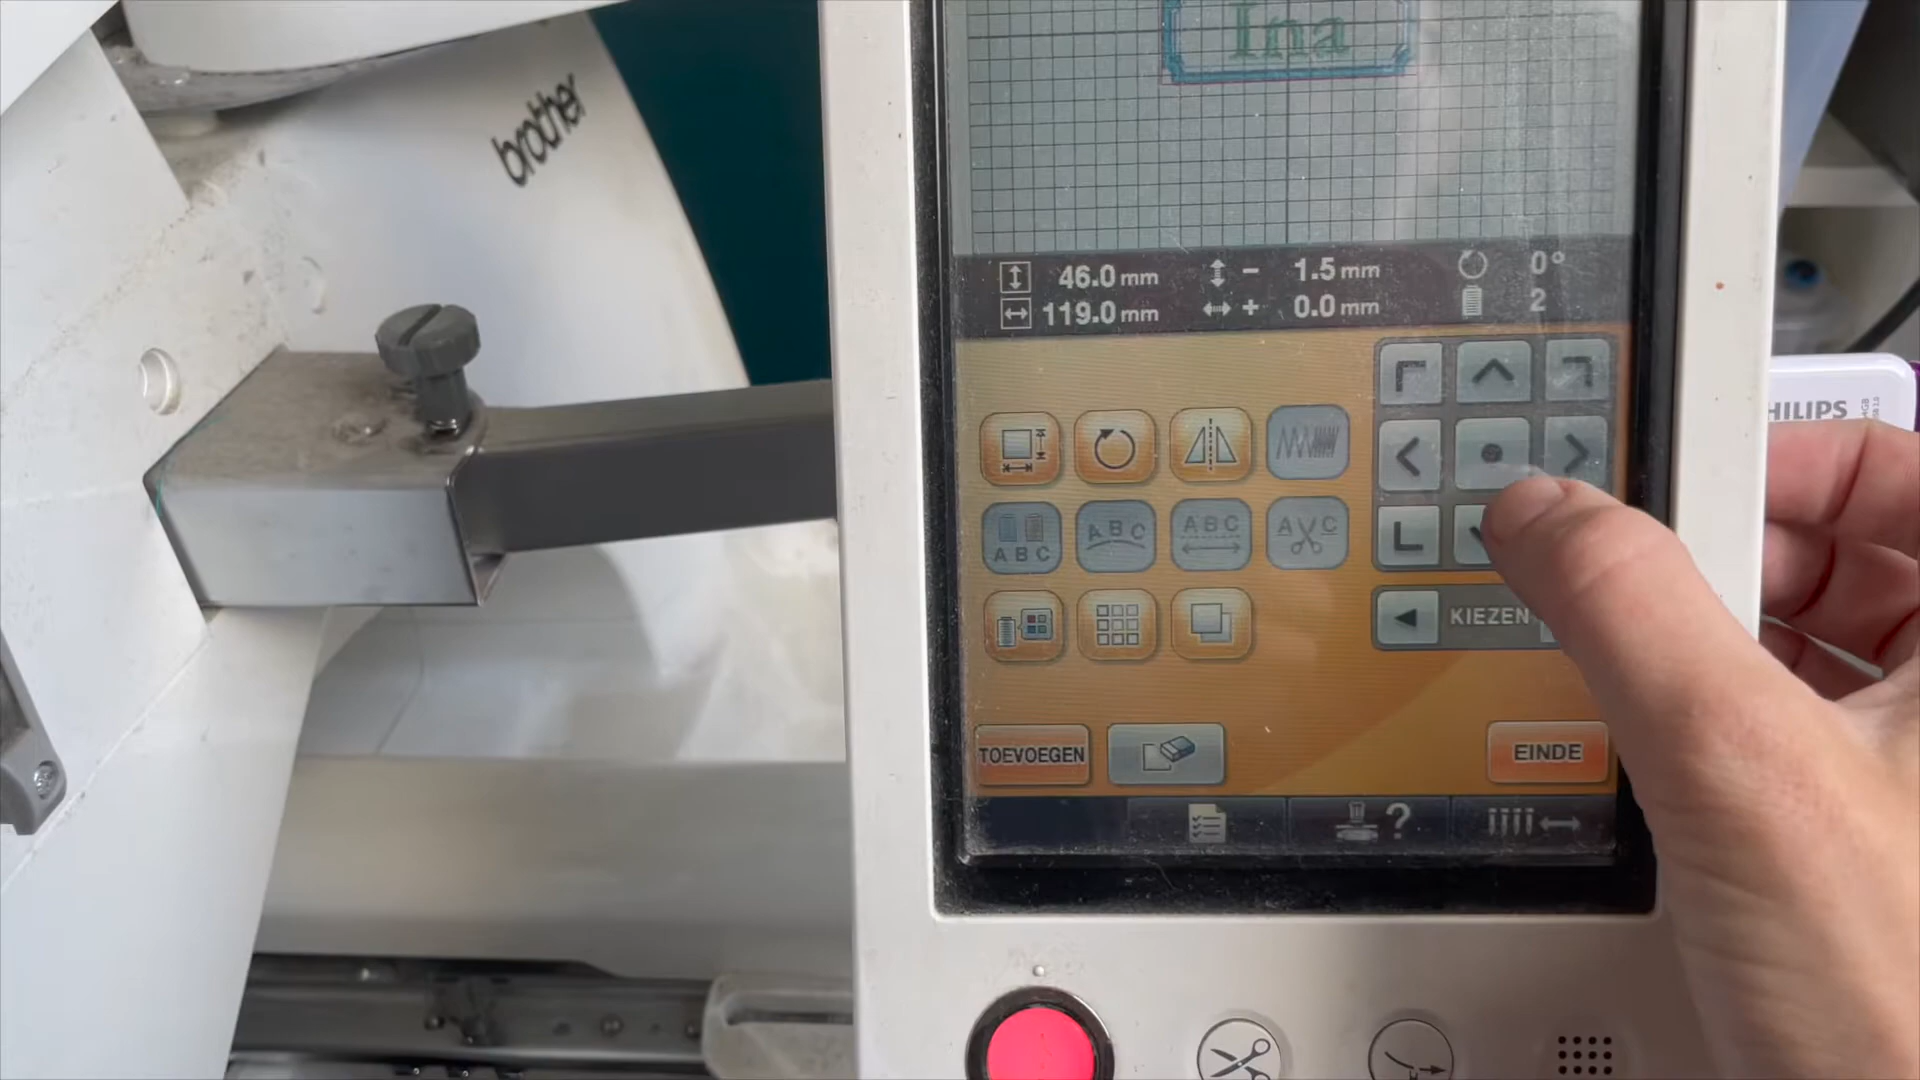 brother
Ina
46.0 mm
− 1.5 mm
0°
119.0 mm
+ 0.0 mm
2
PHILIPS
ABC
ABC
ABC
A C
KIEZEN
TOEVOEGEN
EINDE
?